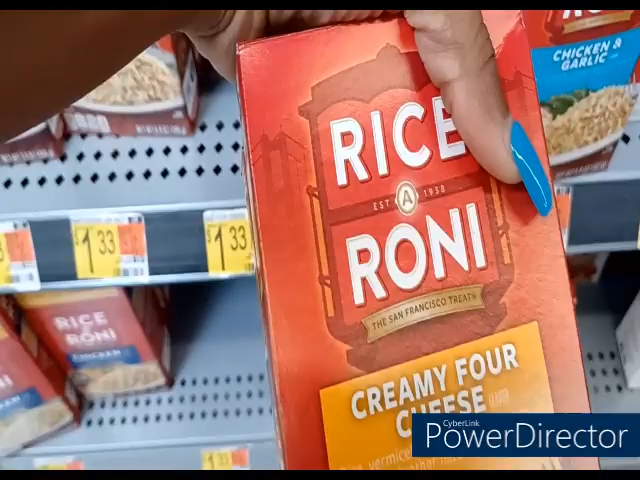 CHICKEN &
GARLIC
RICE
EST A 1958
RONI
THE SAN FRANCISCO TREAT®
CREAMY FOUR
CHEESE
$1 33
$1 33
RICE
RONI
CHICKEN
CyberLink
PowerDirector